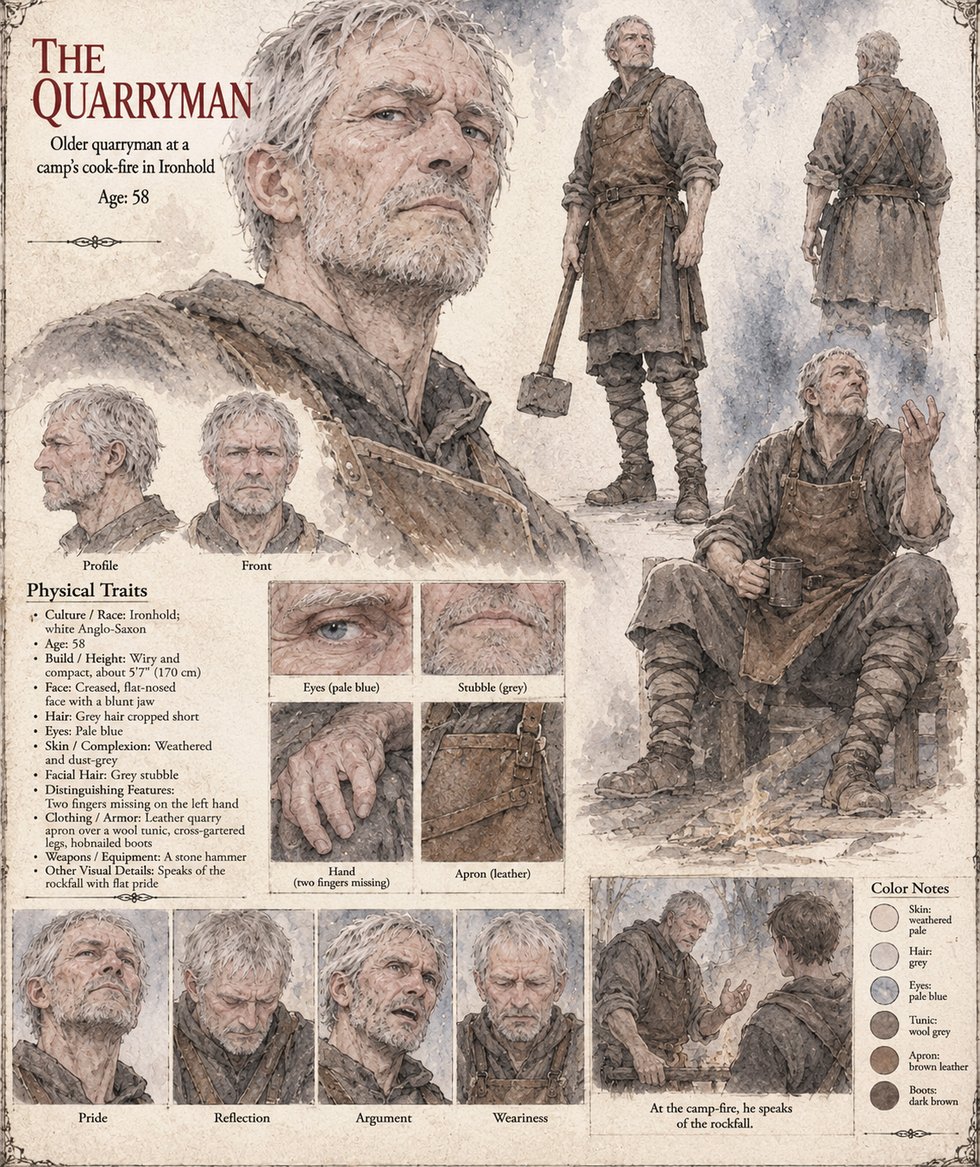 THE
QUARRYMAN
Older quarryman at a
camp's cook-fire in Ironhold
Age: 58
Profile
Front
Physical Traits
• Culture / Race: Ironhold;
white Anglo-Saxon
• Age: 58
• Build / Height: Wiry and
compact, about 5'7" (170 cm)
• Face: Creased, flat-nosed
face with a blunt jaw
• Hair: Grey hair cropped short
• Eyes: Pale blue
• Skin / Complexion: Weathered
and dust-grey
• Facial Hair: Grey stubble
• Distinguishing Features:
Two fingers missing on the left hand
• Clothing / Armor: Leather quarry
apron over a wool tunic, cross-gartered
legs, hobnailed boots
• Weapons / Equipment: A stone hammer
• Other Visual Details: Speaks of the
rockfall with flat pride
Eyes (pale blue)
Stubble (grey)
Hand
(two fingers missing)
Apron (leather)
Pride
Reflection
Argument
Weariness
At the camp-fire, he speaks
of the rockfall.
Color Notes
Skin:
weathered
pale
Hair:
grey
Eyes:
pale blue
Tunic:
wool grey
Apron:
brown leather
Boots:
dark brown